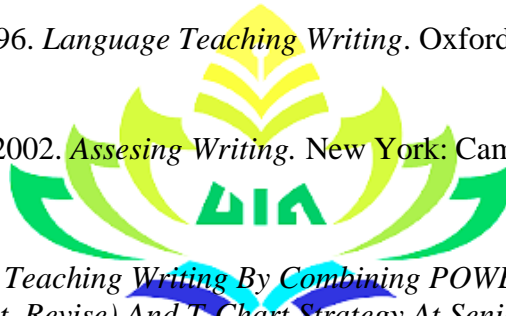 96. Language Teaching Writing. Oxford
2002. Assesing Writing. New York: Cam
UIN
Teaching Writing By Combining POWE
t, Revise) And T-Chart Strategy At Seni